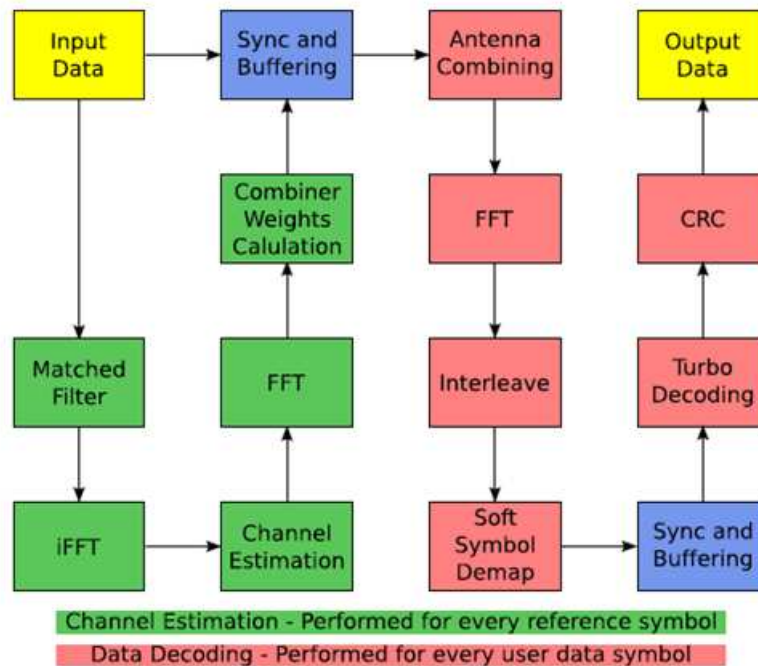 Input
Data
Sync and
Buffering
Antenna
Combining
Output
Data
Combiner
Weights
Calulation
FFT
CRC
Matched
Filter
FFT
Interleave
Turbo
Decoding
iFFT
Channel
Estimation
Soft
Symbol
Demap
Sync and
Buffering
Channel Estimation - Performed for every reference symbol
Data Decoding - Performed for every user data symbol